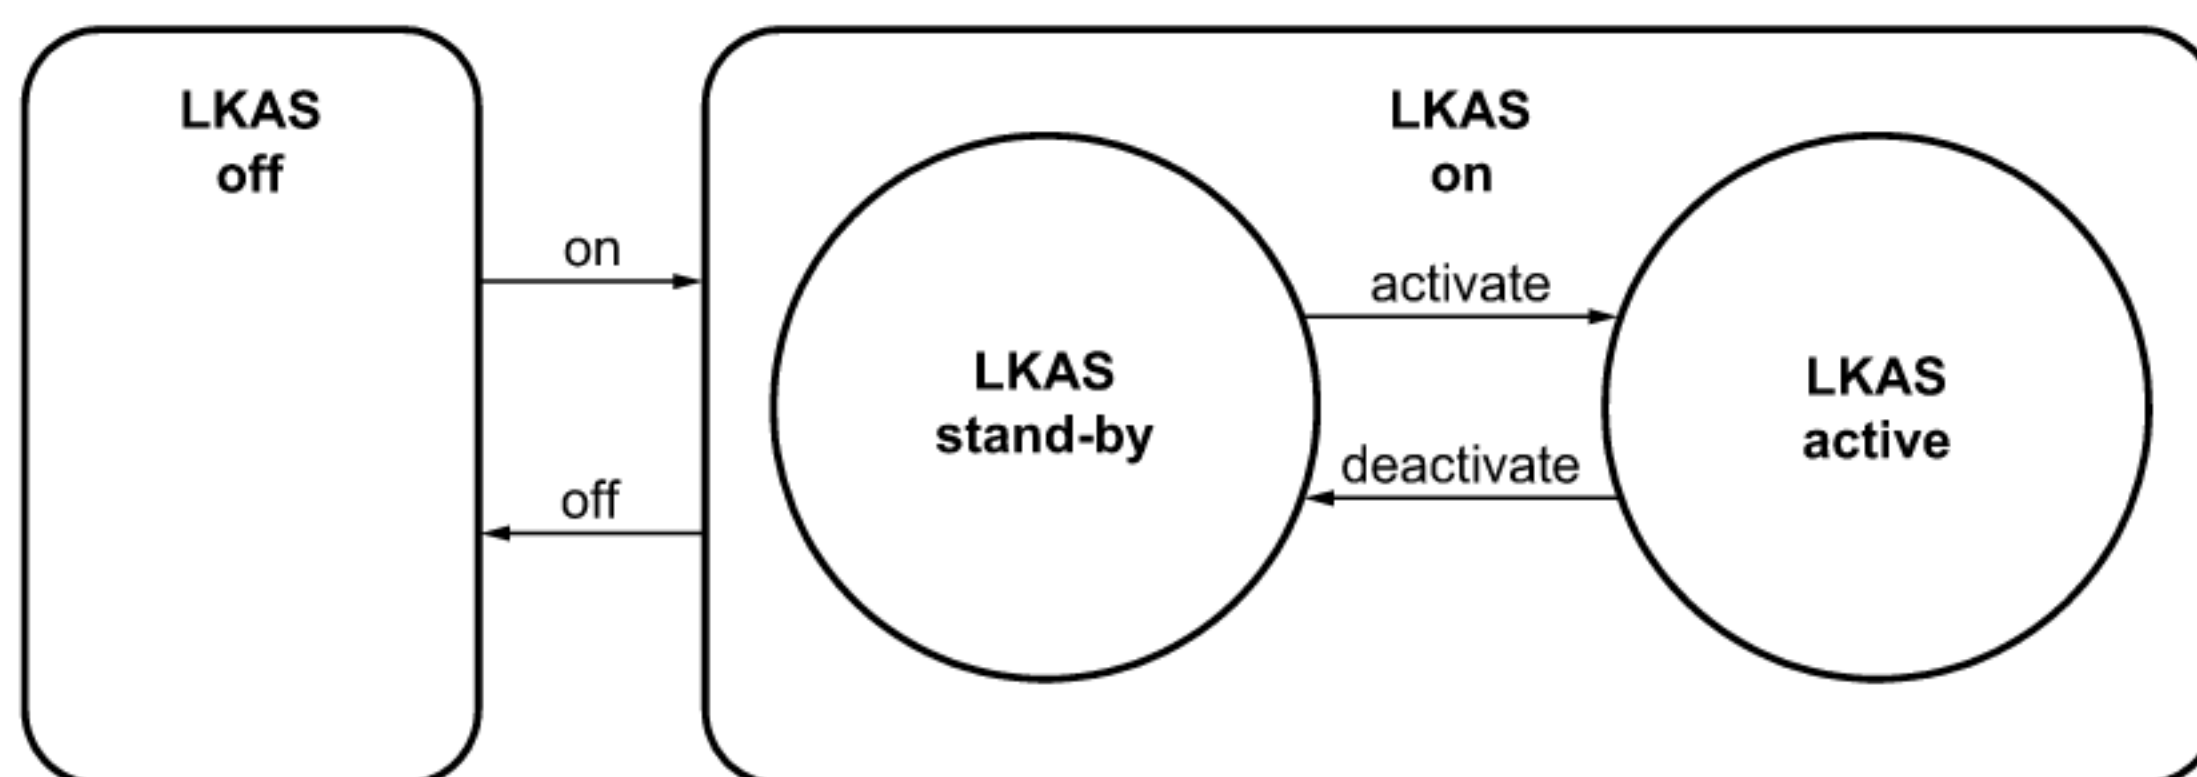 LKAS
off
on
off
LKAS
on
LKAS
stand-by
activate
deactivate
LKAS
active